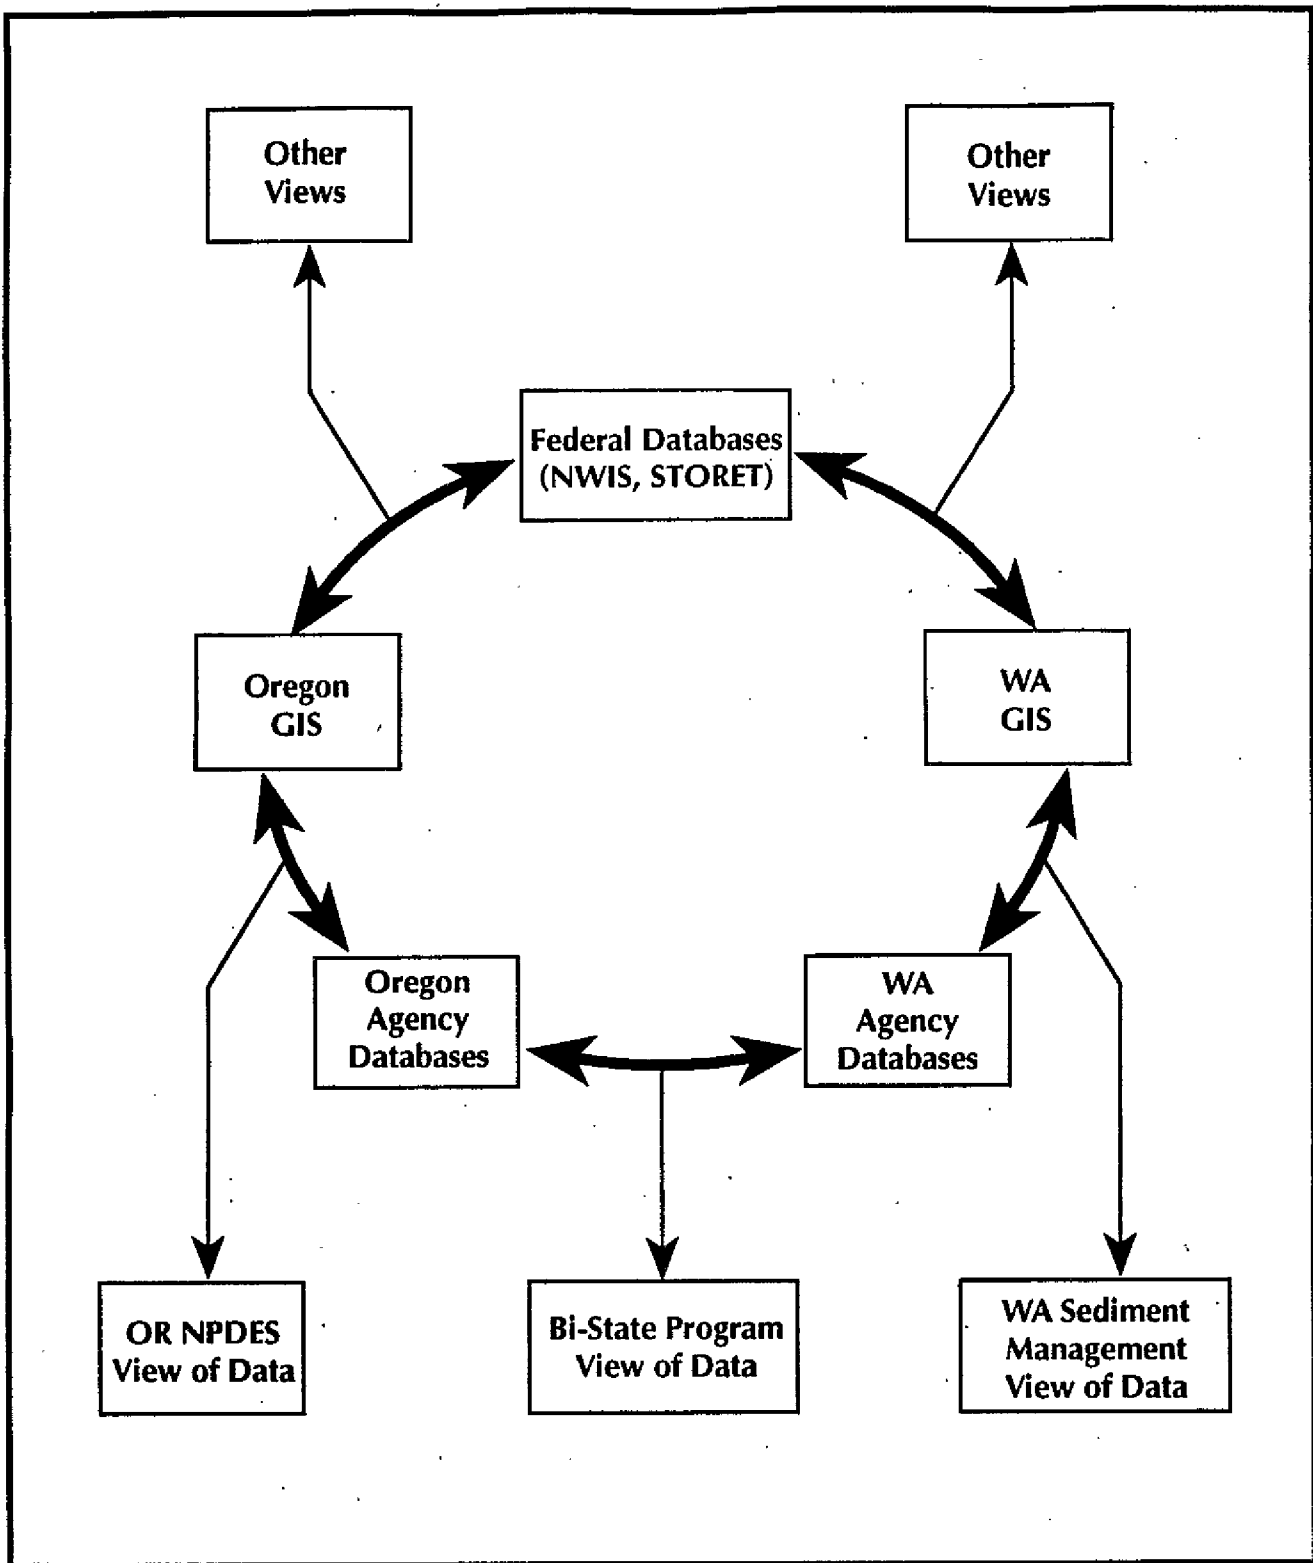 Other
Views
Other
Views
Federal Databases
(NWIS, STORET)
Oregon
GIS
WA
GIS
Oregon
Agency
Databases
WA
Agency
Databases
OR NPDES
View of Data
Bi-State Program
View of Data
WA Sediment
Management
View of Data